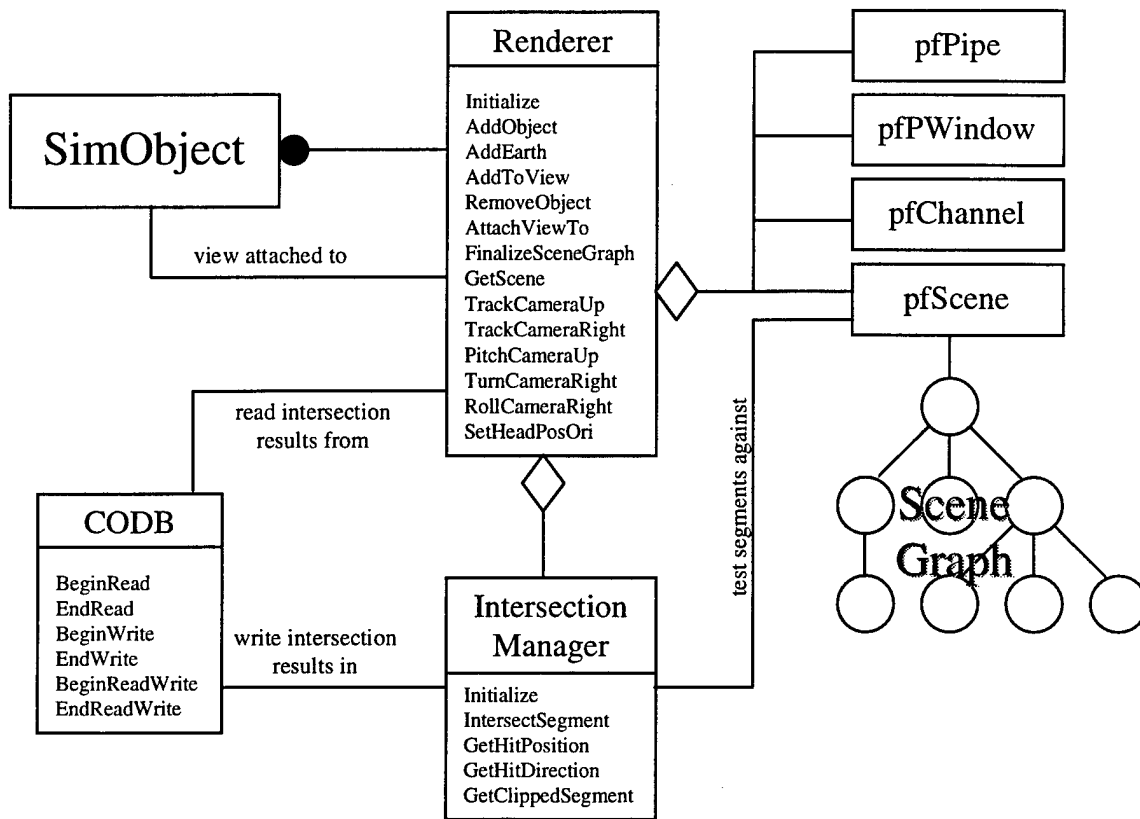 Renderer
Initialize
AddObject
AddEarth
AddToView
RemoveObject
AttachViewTo
FinalizeSceneGraph
GetScene
TrackCameraUp
TrackCameraRight
PitchCameraUp
TurnCameraRight
RollCameraRight
SetHeadPosOri
SimObject
view attached to
read intersection
results from
CODB
BeginRead
EndRead
BeginWrite
EndWrite
BeginReadWrite
EndReadWrite
write intersection
results in
Intersection
Manager
Initialize
IntersectSegment
GetHitPosition
GetHitDirection
GetClippedSegment
test segments against
pfPipe
pfPWindow
pfChannel
pfScene
Scene
Graph